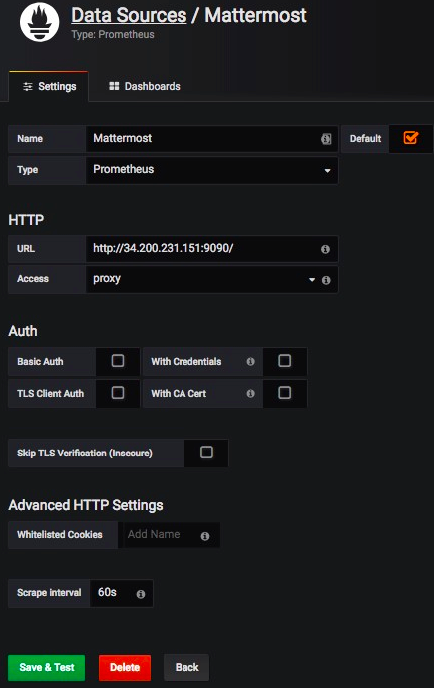 Data Sources / Mattermost
Type: Prometheus
Settings Dashboards
Name Mattermost Default
Type Prometheus
HTTP
URL http://34.200.231.151:9090/
Access proxy
Auth
Basic Auth With Credentials
TLS Client Auth With CA Cert
Skip TLS Verification (Insecure)
Advanced HTTP Settings
Whitelisted Cookies Add Name
Scrape interval 60s
Save & Test Delete Back